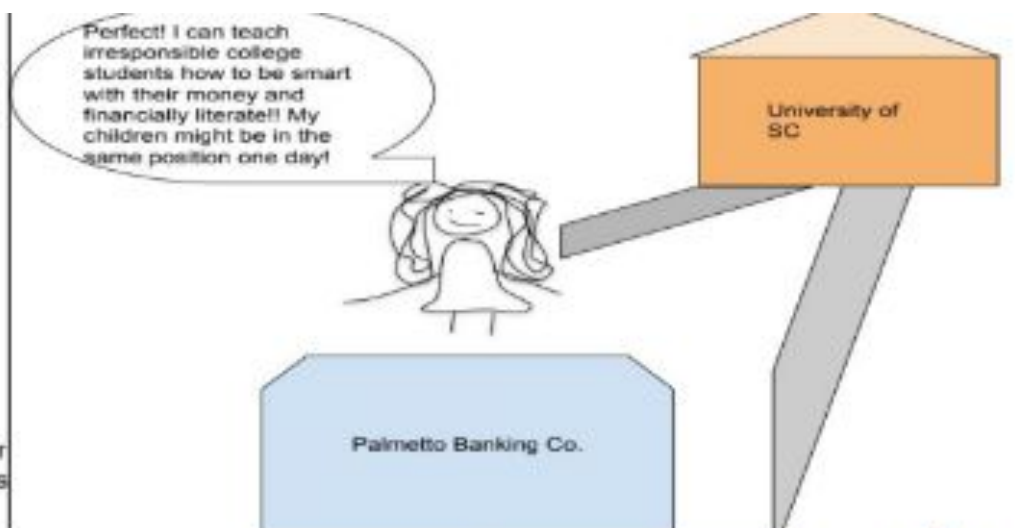 Perfect! I can teach
irresponsible college
students how to be smart
with their money and
financially literate!! My
children might be in the
same position one day!
University of
SC
Palmetto Banking Co.